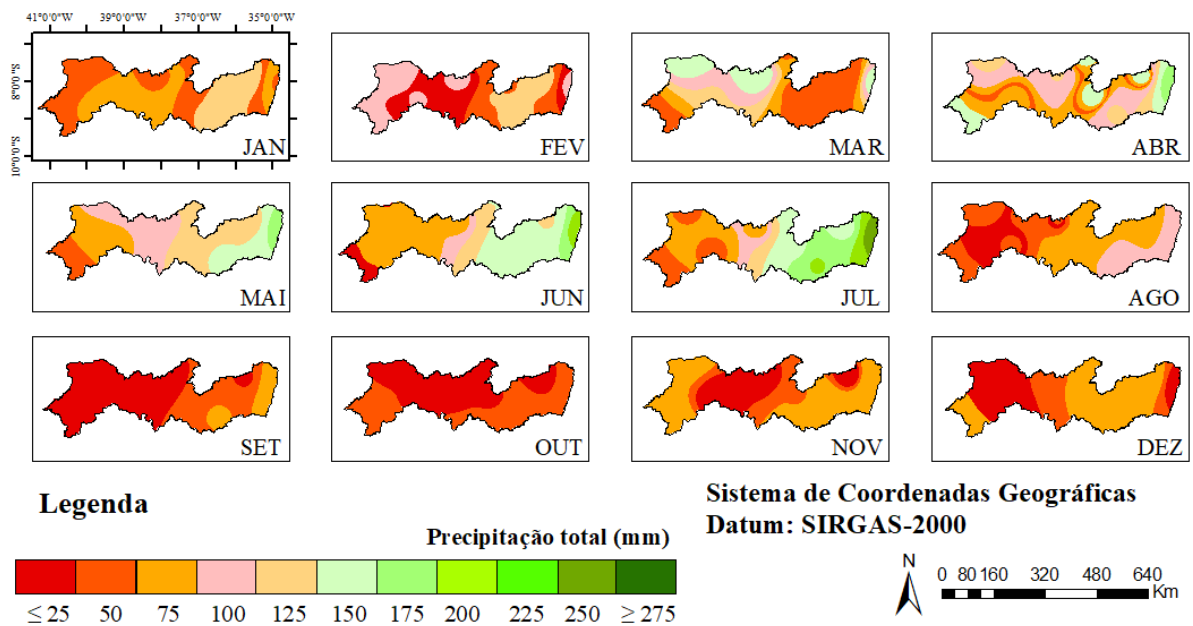 41°0'0"W 39°0'0"W 37°0'0"W 35°0'0"W
8°0'0"S
10°0'0"S
JAN
FEV
MAR
ABR
MAI
JUN
JUL
AGO
SET
OUT
NOV
DEZ
Legenda
Precipitação total (mm)
≤ 25 50 75 100 125 150 175 200 225 250 ≥ 275
Sistema de Coordenadas Geográficas
Datum: SIRGAS-2000
N
0 80 160 320 480 640
Km